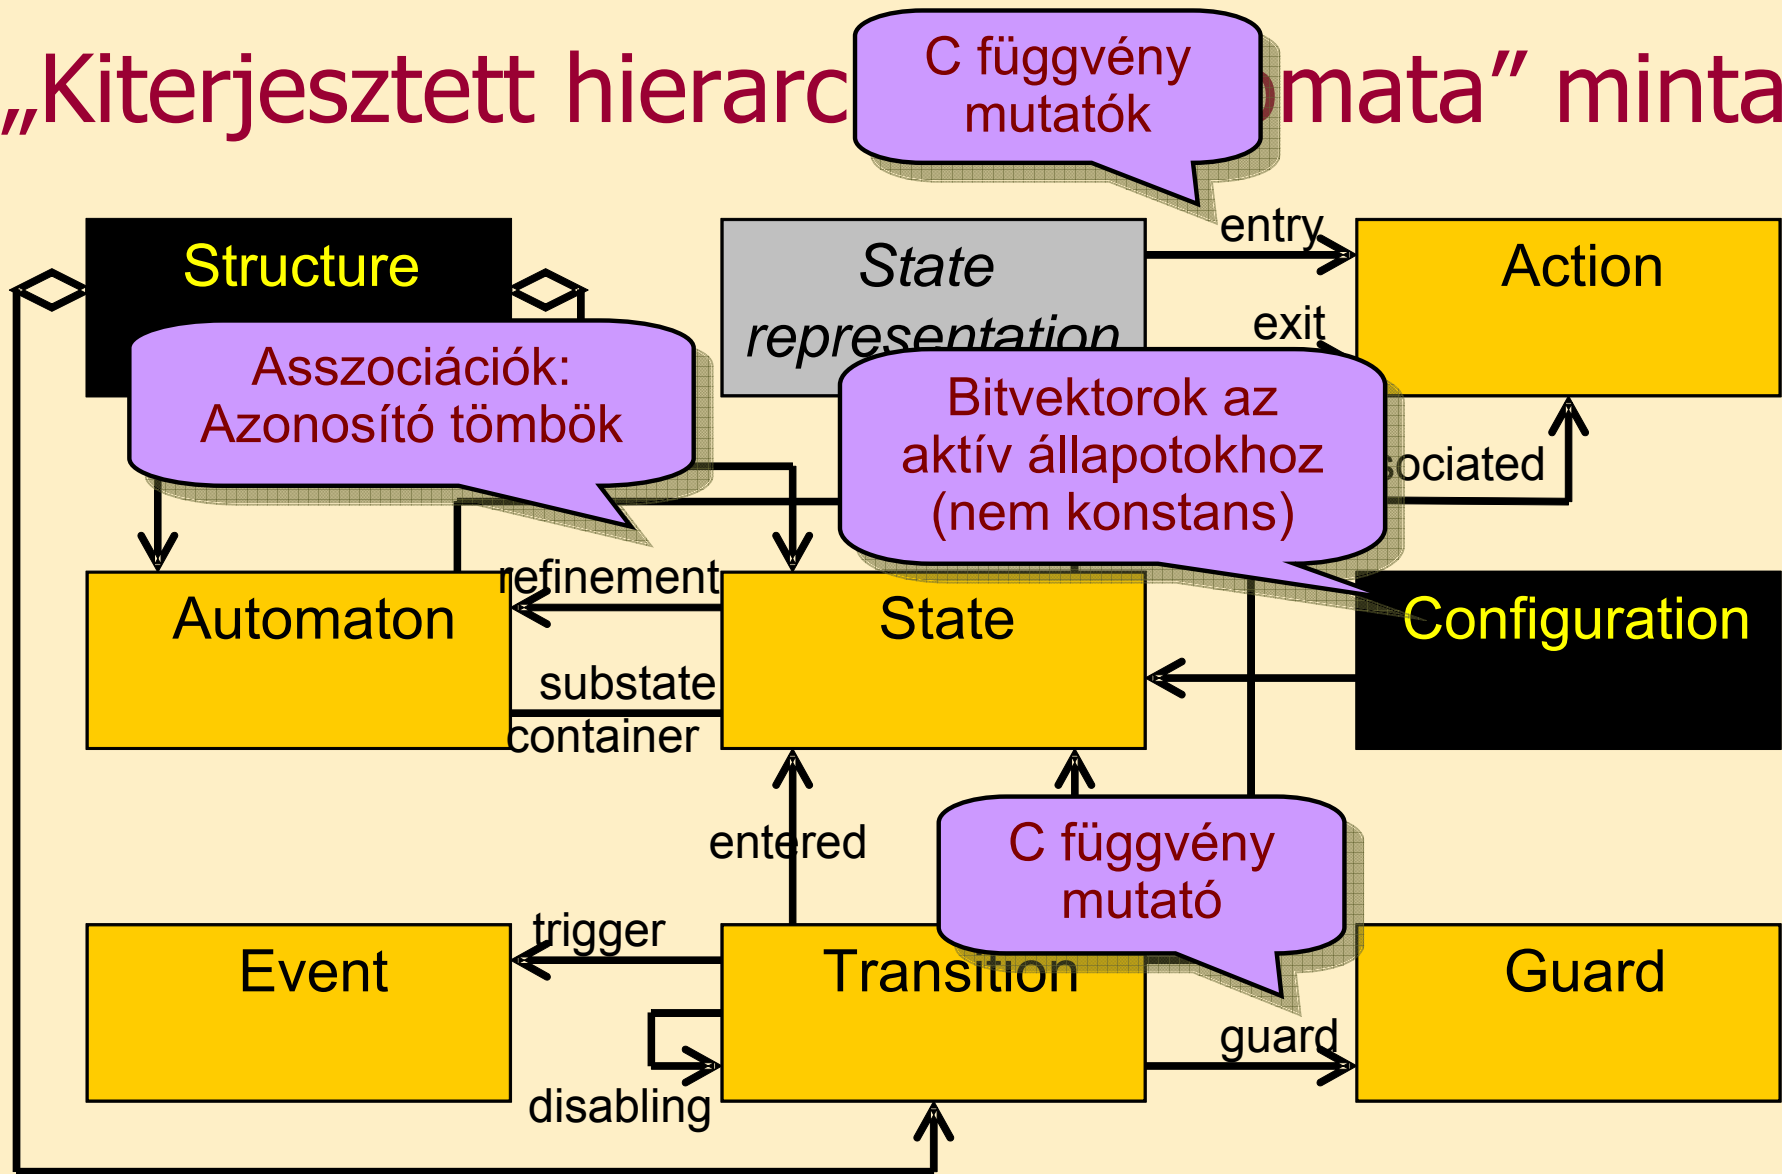 „Kiterjesztett hierarc mata” minta
C függvény
mutatók
Structure
State
representation
entry
exit
Action
Asszociációk:
Azonosító tömbök
Bitvektorok az
aktív állapotokhoz
(nem konstans)
sociated
Automaton
refinement
State
Configuration
substate
container
entered
C függvény
mutató
Event
trigger
Transition
Guard
guard
disabling